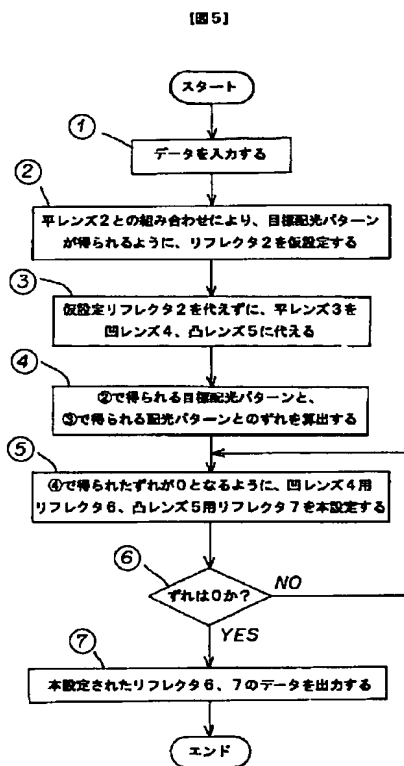 [図5]
スタート
①
データを入力する
②
平レンズ2との組み合わせにより、目標配光パターン
が得られるように、リフレクタ2を仮設定する
③
仮設定リフレクタ2を代えずに、平レンズ3を
凹レンズ4、凸レンズ5に代える
④
②で得られる目標配光パターンと、
③で得られる配光パターンとのずれを算出する
⑤
④で得られたずれが0となるように、凹レンズ4用
リフレクタ6、凸レンズ5用リフレクタ7を本設定する
⑥
ずれは0か?
NO
YES
⑦
本設定されたリフレクタ6、7のデータを出力する
エンド